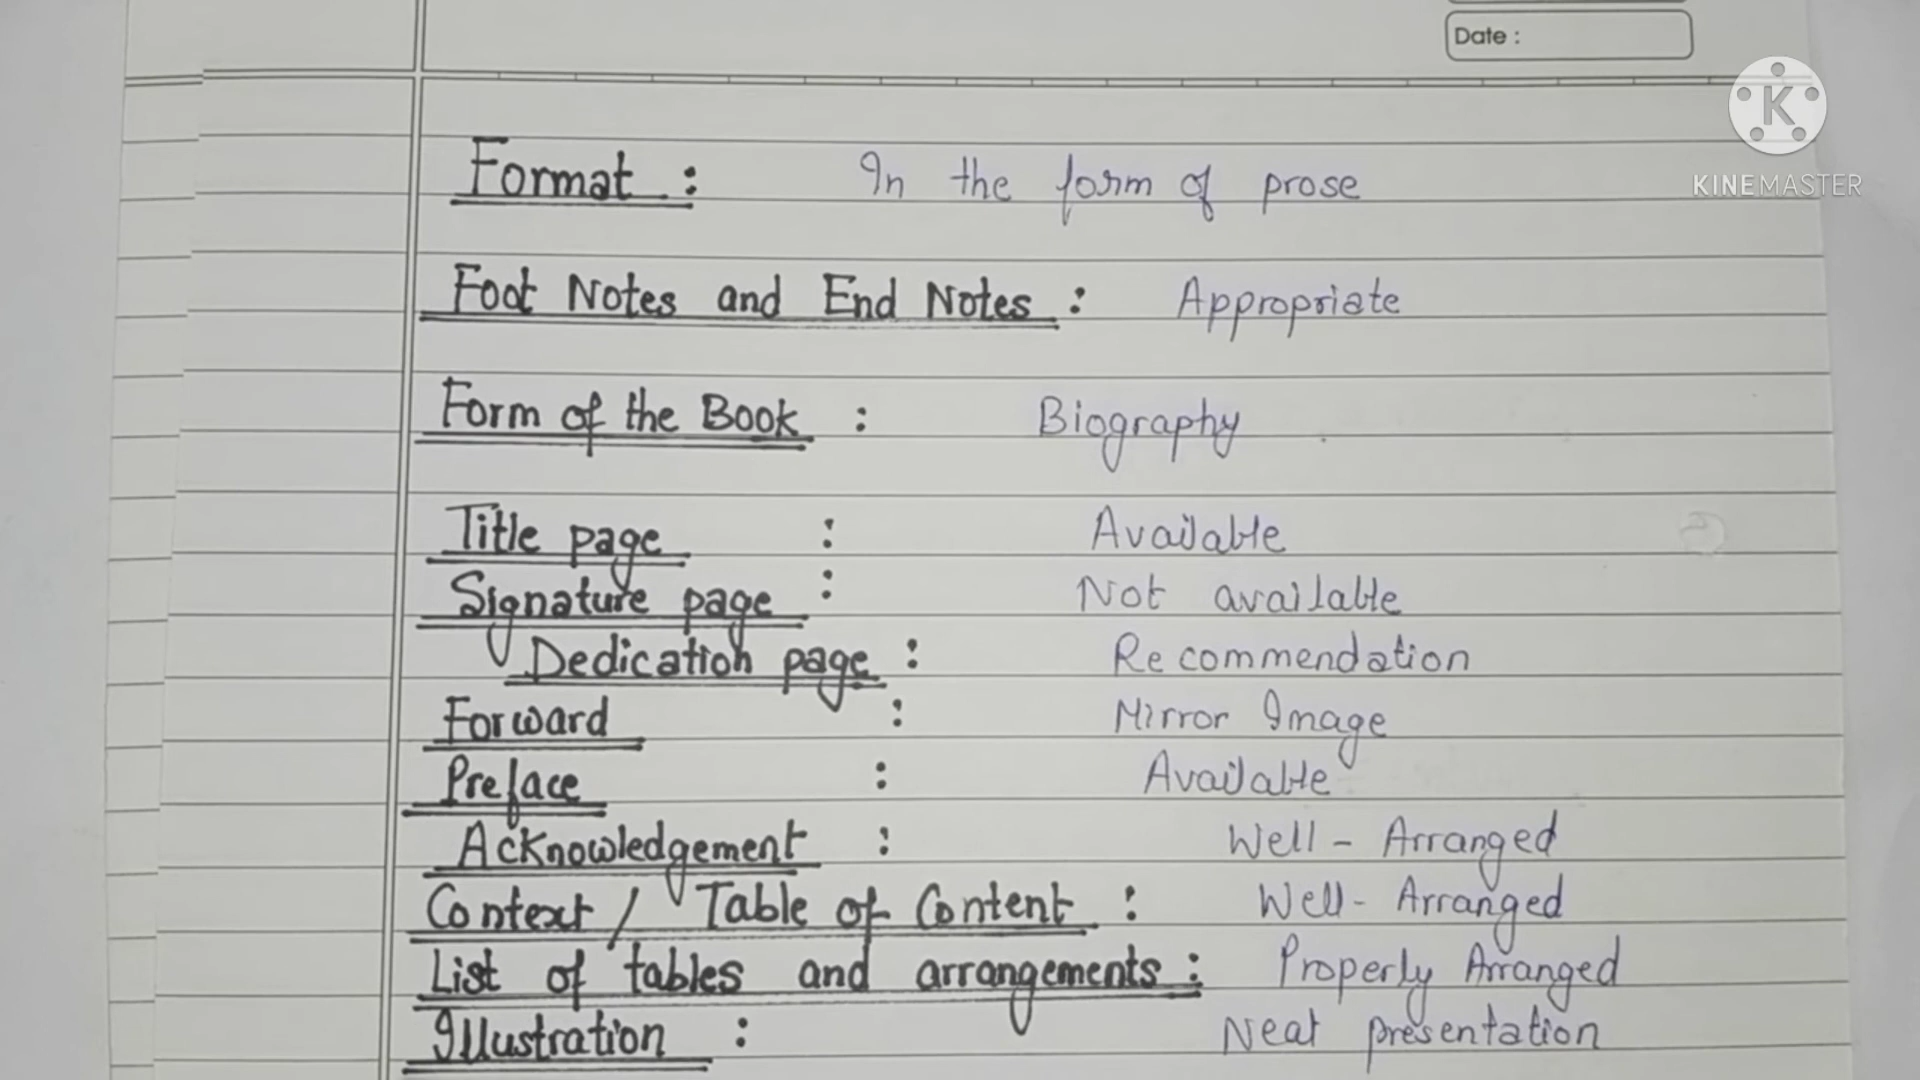 Date :
K
KINEMASTER
Format : In the form of prose
Foot Notes and End Notes : Appropriate
Form of the Book : Biography
Title page : Available
Signature page : Not available
Dedication page : Recommendation
Forward : Mirror Image
Preface : Available
Acknowledgement : Well - Arranged
Context / Table of Content : Well - Arranged
List of tables and arrangements : Properly Arranged
Illustration : Neat presentation